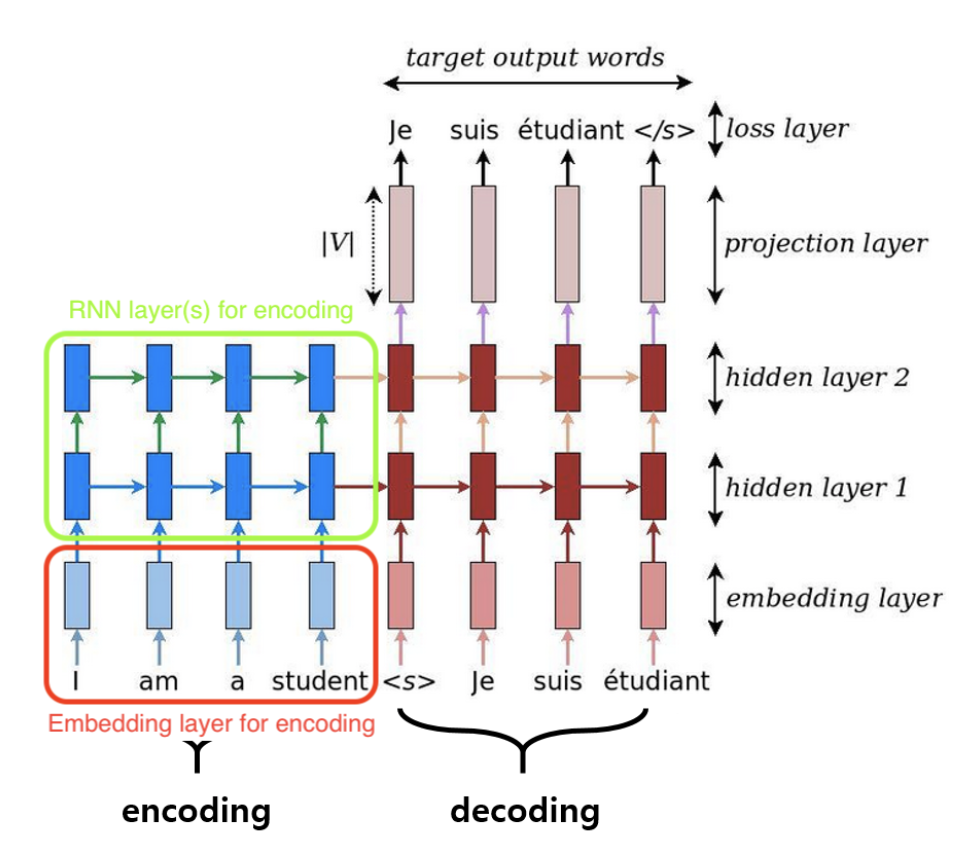 target output words
Je suis étudiant </s> loss layer
|V| projection layer
RNN layer(s) for encoding
hidden layer 2
hidden layer 1
embedding layer
I am a student <s> Je suis étudiant
Embedding layer for encoding
encoding decoding